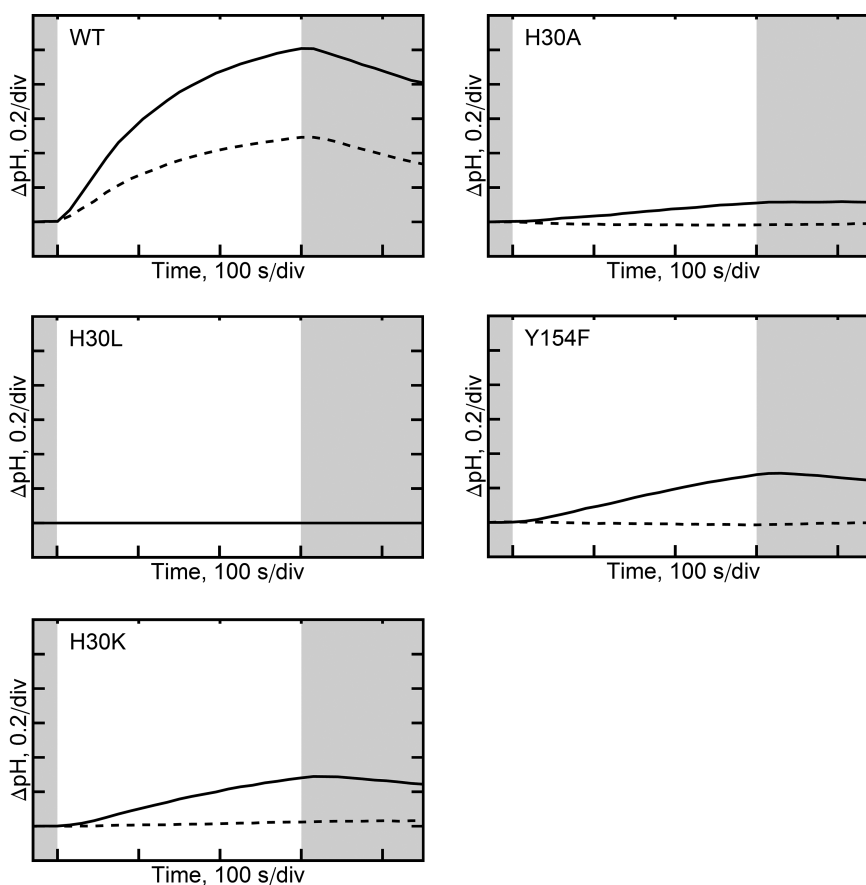 WT
ΔpH, 0.2/div
Time, 100 s/div
H30A
ΔpH, 0.2/div
Time, 100 s/div
H30L
ΔpH, 0.2/div
Time, 100 s/div
Y154F
ΔpH, 0.2/div
Time, 100 s/div
H30K
ΔpH, 0.2/div
Time, 100 s/div